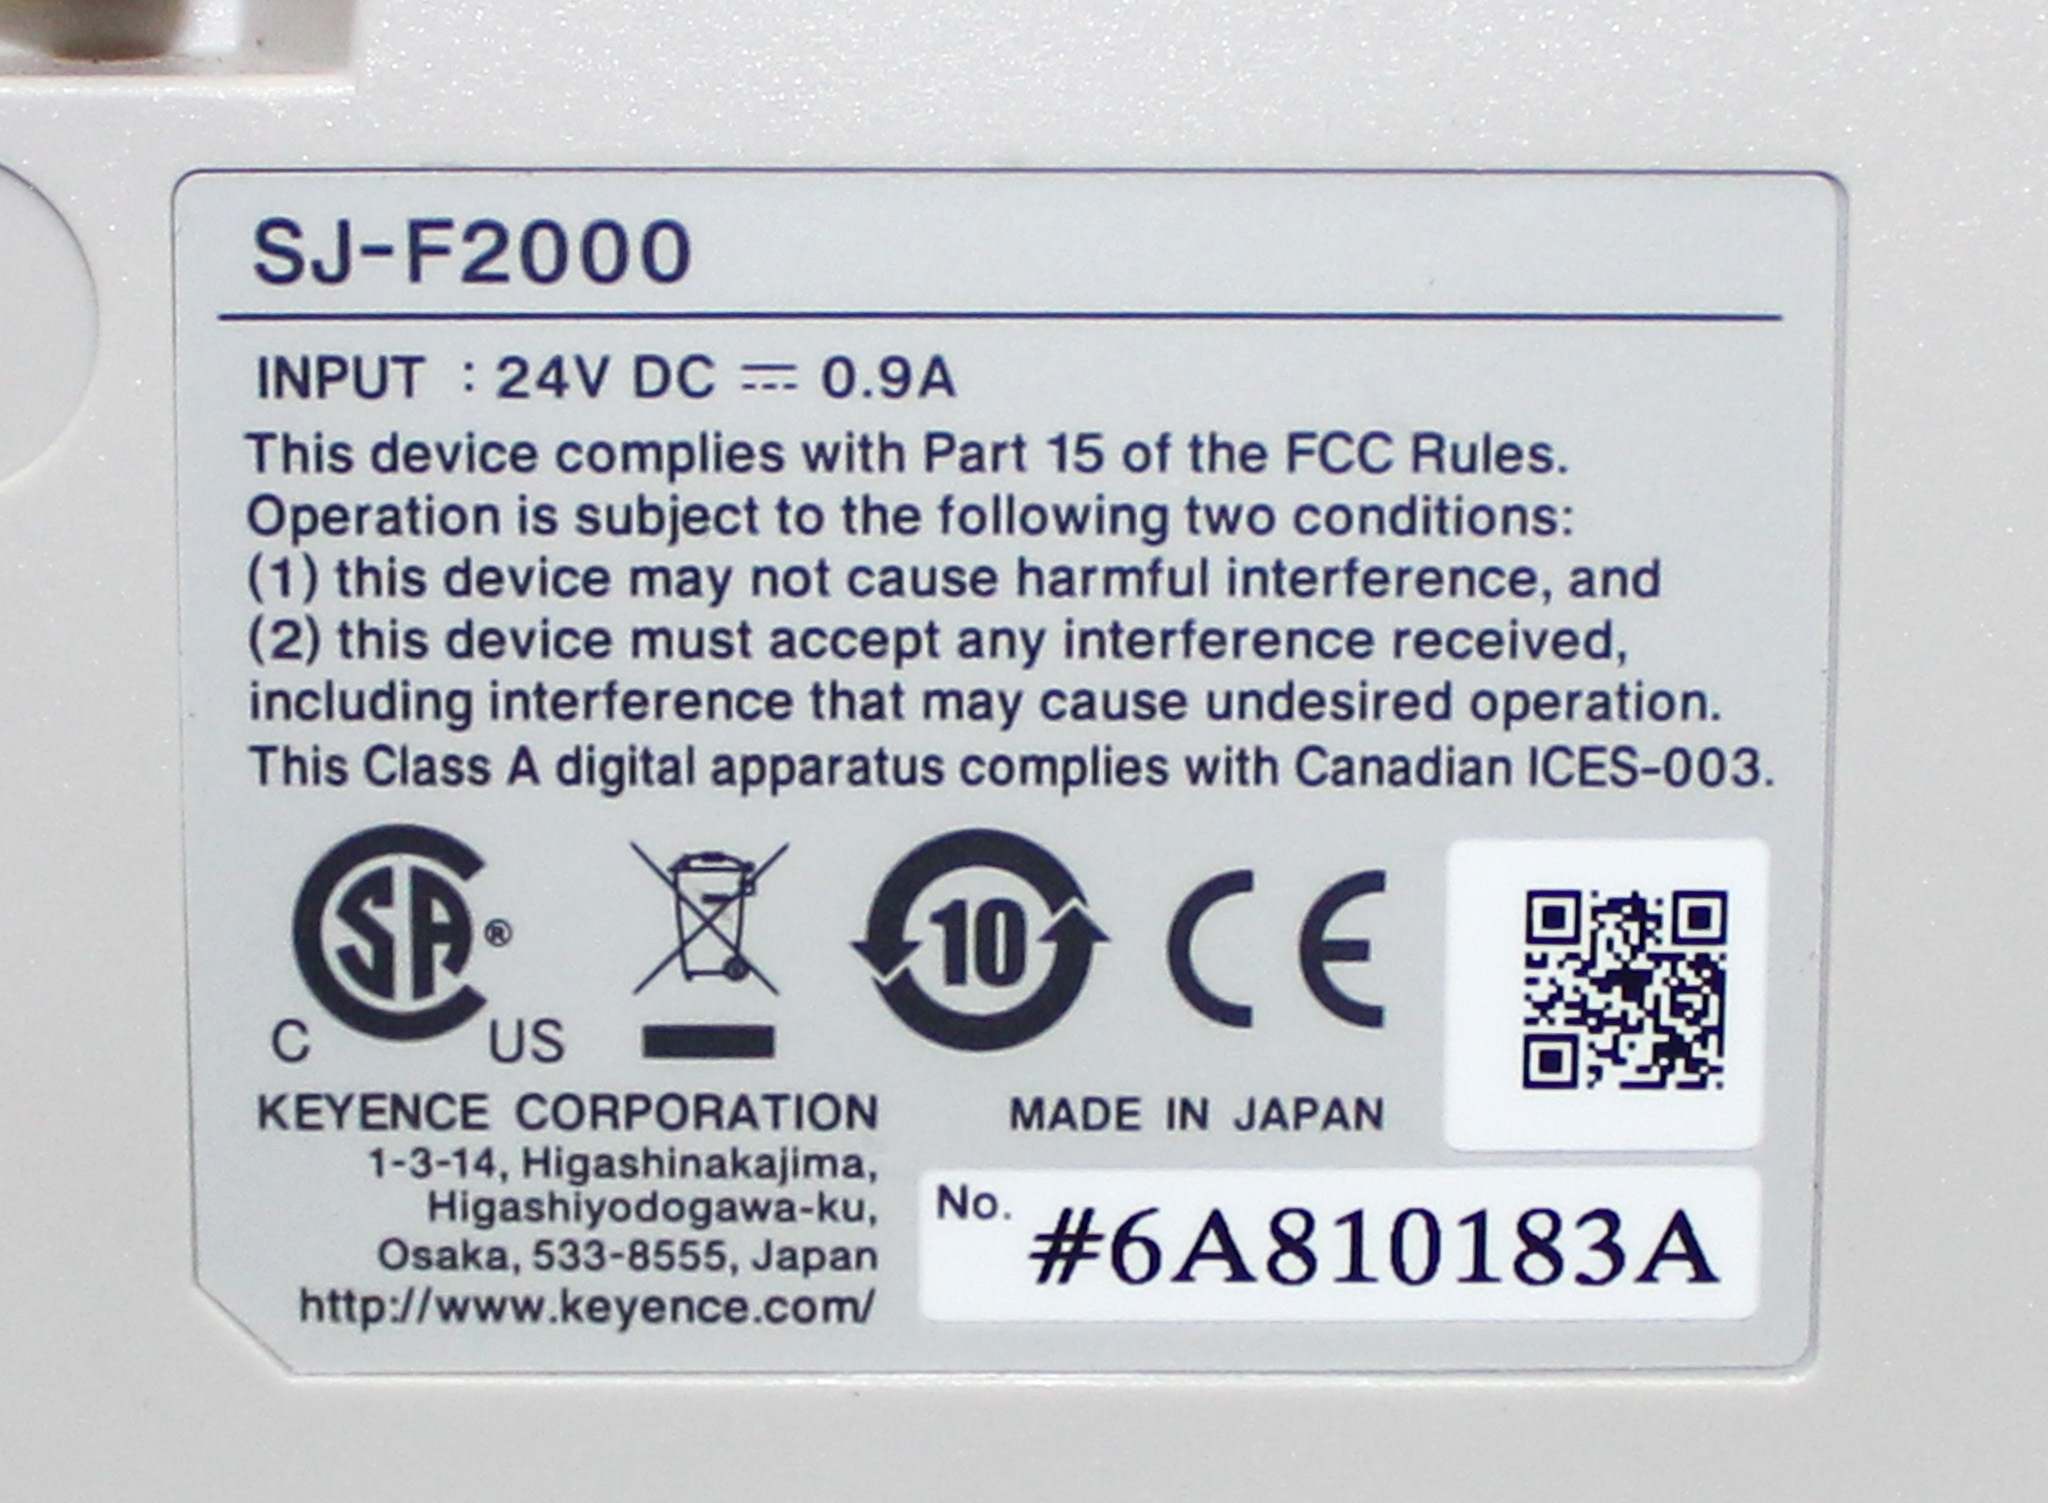 SJ-F2000
INPUT : 24V DC ⎓ 0.9A
This device complies with Part 15 of the FCC Rules.
Operation is subject to the following two conditions:
(1) this device may not cause harmful interference, and
(2) this device must accept any interference received,
including interference that may cause undesired operation.
This Class A digital apparatus complies with Canadian ICES-003.
C SA ® US
10
CE
KEYENCE CORPORATION
1-3-14, Higashinakajima,
Higashiyodogawa-ku,
Osaka, 533-8555, Japan
http://www.keyence.com/
MADE IN JAPAN
No. #6A810183A